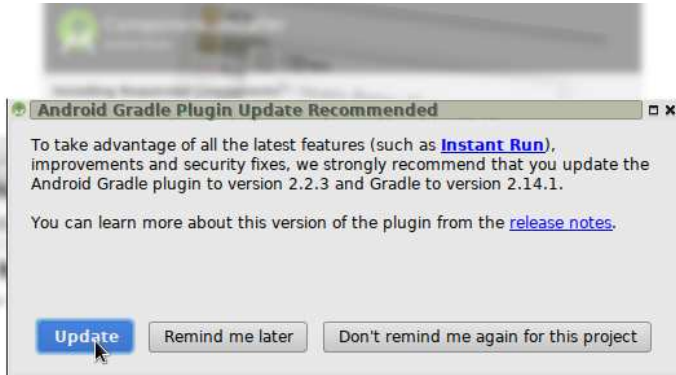 Android Gradle Plugin Update Recommended
To take advantage of all the latest features (such as Instant Run),
improvements and security fixes, we strongly recommend that you update the
Android Gradle plugin to version 2.2.3 and Gradle to version 2.14.1.
You can learn more about this version of the plugin from the release notes.
Update
Remind me later
Don't remind me again for this project